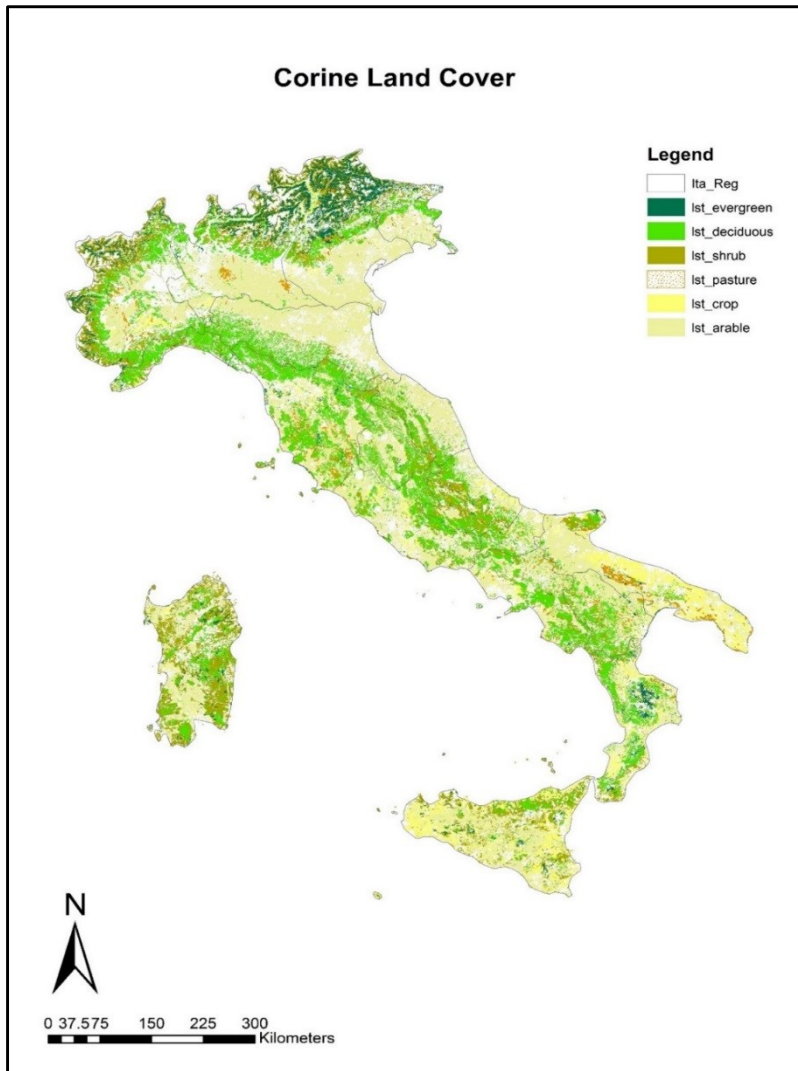 Corine Land Cover
Legend
Ita_Reg
lst_evergreen
lst_deciduous
lst_shrub
lst_pasture
lst_crop
lst_arable
N
0 37.575 150 225 300
Kilometers